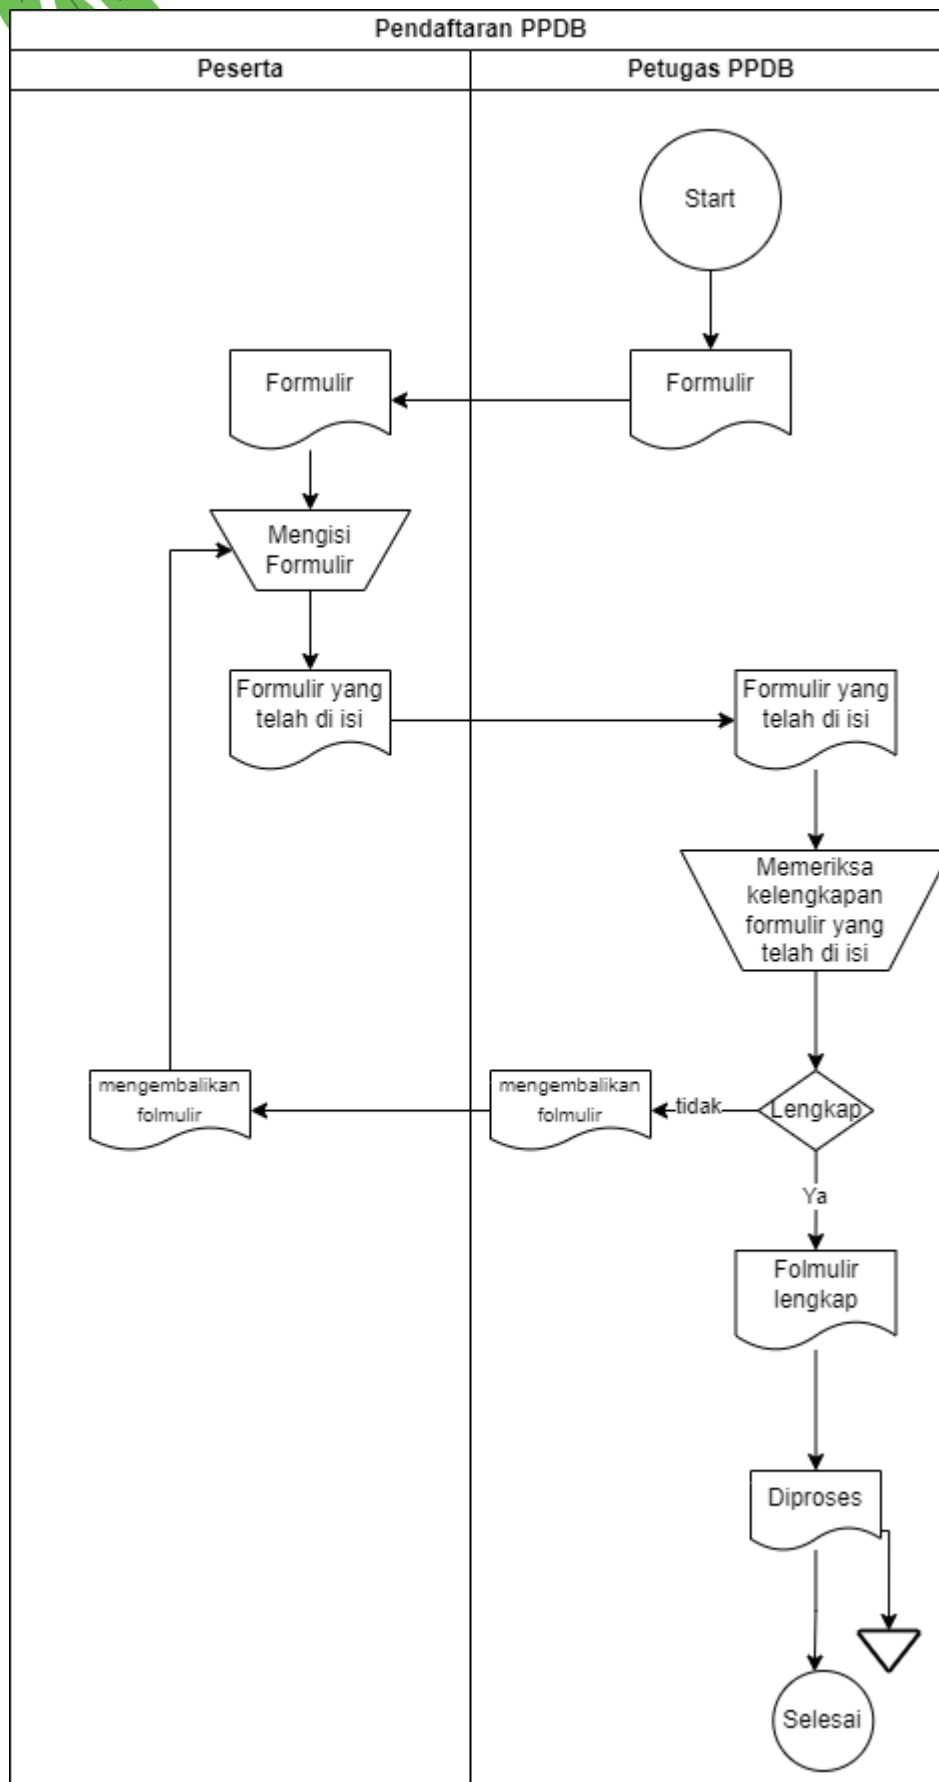 Pendaftaran PPDB
Peserta
Petugas PPDB
Start
Formulir
Formulir
Mengisi
Formulir
Formulir yang
telah di isi
Formulir yang
telah di isi
Memeriksa
kelengkapan
formulir yang
telah di isi
mengembalikan
folmulir
mengembalikan
folmulir
tidak
Lengkap
Ya
Folmulir
lengkap
Diproses
Selesai